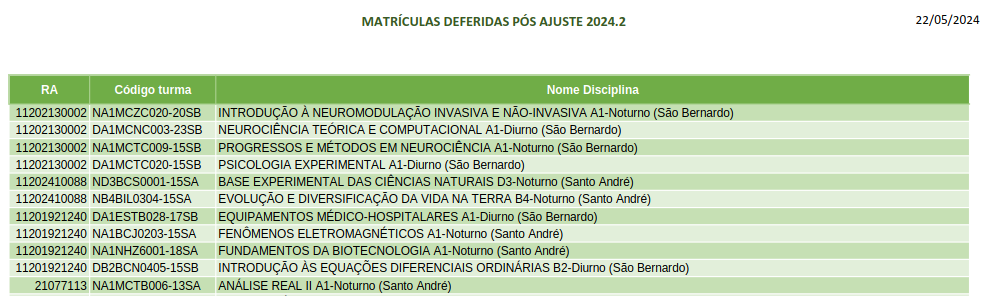 MATRÍCULAS DEFERIDAS PÓS AJUSTE 2024.2 22/05/2024
RA Código turma Nome Disciplina
11202130002 NA1MCZC020-20SB INTRODUÇÃO À NEUROMODULAÇÃO INVASIVA E NÃO-INVASIVA A1-Noturno (São Bernardo)
11202130002 DA1MCNC003-23SB NEUROCIÊNCIA TEÓRICA E COMPUTACIONAL A1-Diurno (São Bernardo)
11202130002 NA1MCTC009-15SB PROGRESSOS E MÉTODOS EM NEUROCIÊNCIA A1-Noturno (São Bernardo)
11202130002 DA1MCTC020-15SB PSICOLOGIA EXPERIMENTAL A1-Diurno (São Bernardo)
11202410088 ND3BCS0001-15SA BASE EXPERIMENTAL DAS CIÊNCIAS NATURAIS D3-Noturno (Santo André)
11202410088 NB4BIL0304-15SA EVOLUÇÃO E DIVERSIFICAÇÃO DA VIDA NA TERRA B4-Noturno (Santo André)
11201921240 DA1ESTB028-17SB EQUIPAMENTOS MÉDICO-HOSPITALARES A1-Diurno (São Bernardo)
11201921240 NA1BCJ0203-15SA FENÔMENOS ELETROMAGNÉTICOS A1-Noturno (Santo André)
11201921240 NA1NHZ6001-18SA FUNDAMENTOS DA BIOTECNOLOGIA A1-Noturno (Santo André)
11201921240 DB2BCN0405-15SB INTRODUÇÃO ÀS EQUAÇÕES DIFERENCIAIS ORDINÁRIAS B2-Diurno (São Bernardo)
21077113 NA1MCTB006-13SA ANÁLISE REAL II A1-Noturno (Santo André)